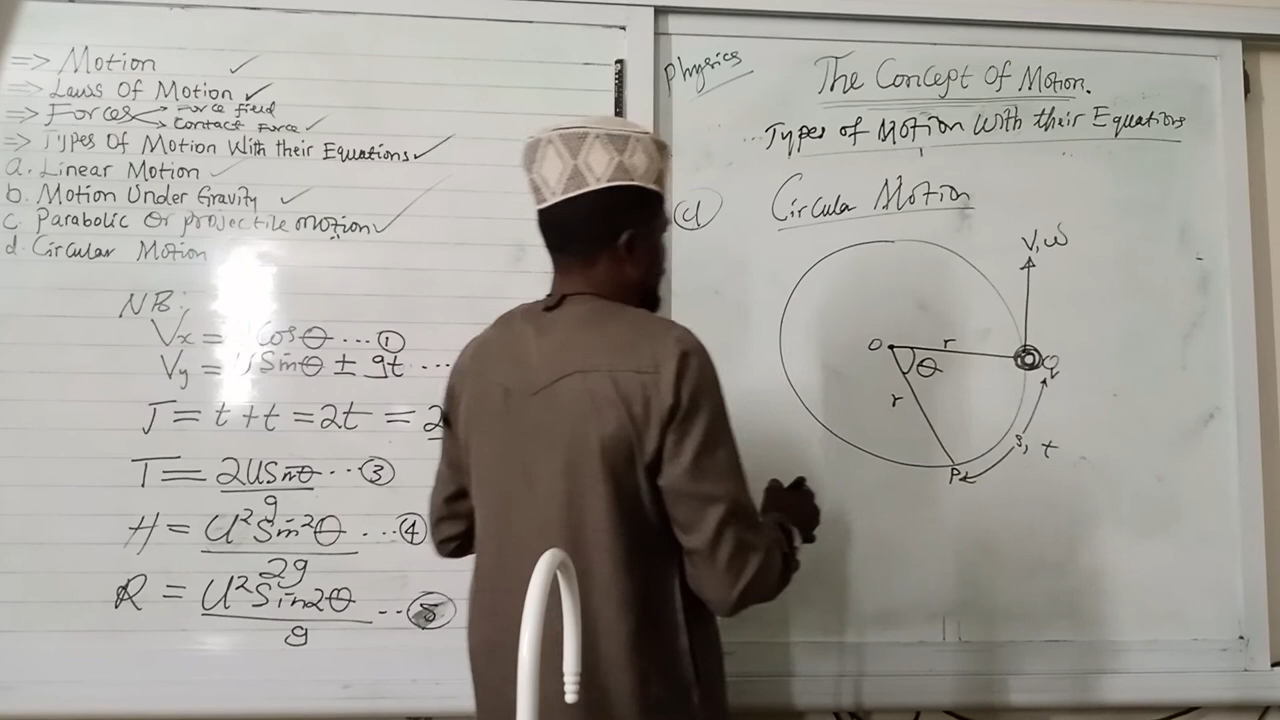 => Motion ✓
=> Laws Of Motion ✓
=> Forces → Force field
→ Contact Force ✓
=> Types Of Motion With their Equations ✓
a. Linear Motion ✓
b. Motion Under Gravity ✓
c. Parabolic Or projectile motion ✓
d. Circular Motion
NB:
Vx = UCosθ ... ①
Vy = USinθ ± gt ...
T = t + t = 2t = 2
T = 2USinθ/g ... ③
H = U²Sin²θ/2g ... ④
R = U²Sin2θ/g ... ⑤
Physics
The Concept Of Motion.
Types of Motion With their Equations
d Circular Motion
V, ω
O r θ Q
r
s, t
P